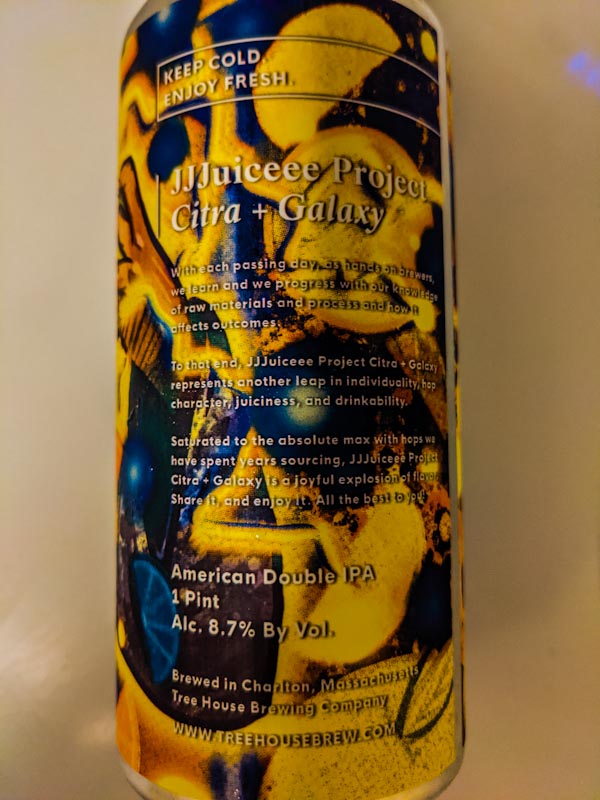 KEEP COLD.
ENJOY FRESH.
JJJuiceee Project
Citra + Galaxy
With each passing day, as hands on brewers,
we learn and we progress with our knowledge
of raw materials and process and how it
affects outcomes.
To that end, JJJuiceee Project Citra + Galaxy
represents another leap in individuality, hop
character, juiciness, and drinkability.
Saturated to the absolute max with hops we
have spent years sourcing, JJJuiceee Project
Citra + Galaxy is a joyful explosion of flavor.
Share it, and enjoy it. All the best to you!
American Double IPA
1 Pint
Alc. 8.7% By Vol.
Brewed in Charlton, Massachusetts
Tree House Brewing Company
WWW.TREEHOUSEBREW.COM